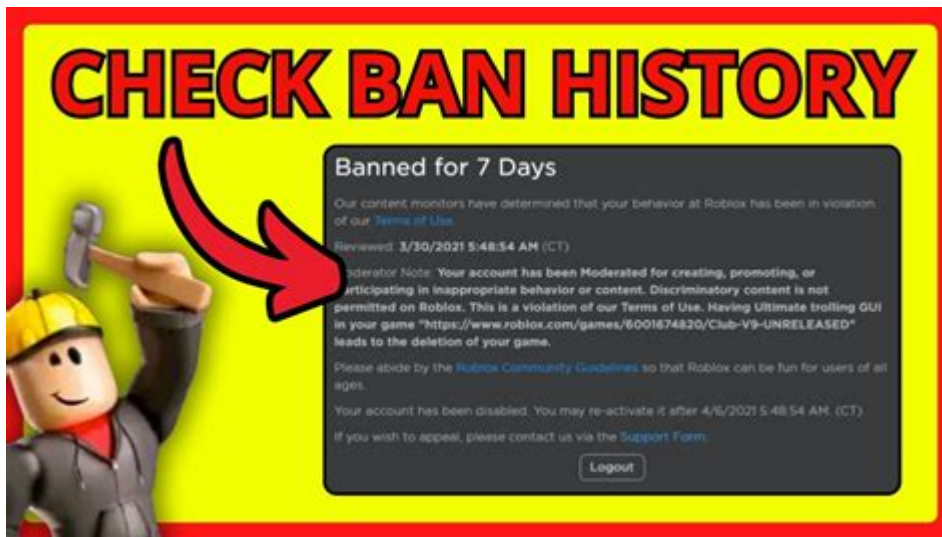 CHECK BAN HISTORY
Banned for 7 Days
Our content monitors have determined that your behavior at Roblox has been in violation
of our Terms of Use.
Reviewed: 3/30/2021 5:48:54 AM (CT)
Moderator Note: Your account has been Moderated for creating, promoting, or
participating in inappropriate behavior or content. Discriminatory content is not
permitted on Roblox. This is a violation of our Terms of Use. Having Ultimate trolling GUI
in your game "https://www.roblox.com/games/6001674820/Club-V9-UNRELEASED"
leads to the deletion of your game.
Please abide by the Roblox Community Guidelines so that Roblox can be fun for users of all
ages.
Your account has been disabled. You may re-activate it after 4/6/2021 5:48:54 AM. (CT)
If you wish to appeal, please contact us via the Support Form.
Logout